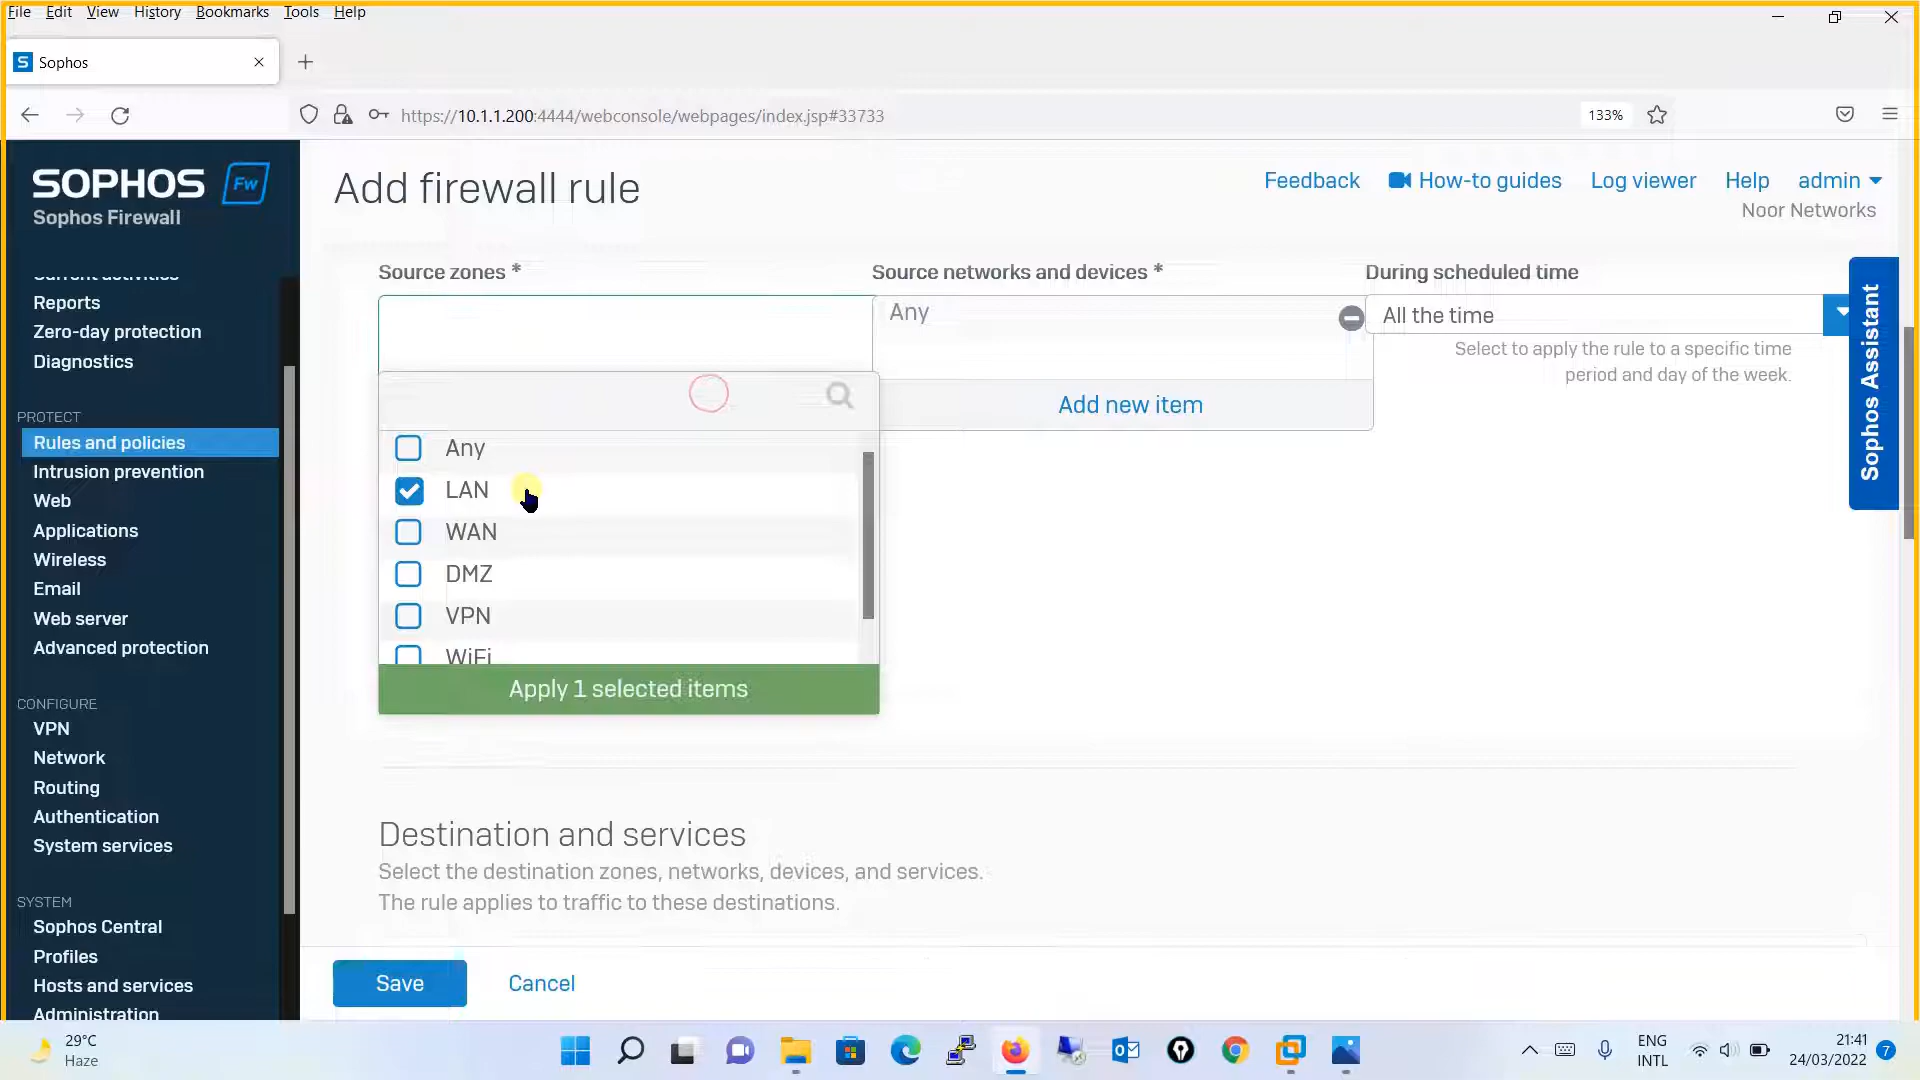 File Edit View History Bookmarks Tools Help
Sophos
https://10.1.1.200:4444/webconsole/webpages/index.jsp#33733
133%
SOPHOS Fw
Sophos Firewall
Add firewall rule
Feedback How-to guides Log viewer Help admin
Noor Networks
Current activities
Reports
Zero-day protection
Diagnostics
PROTECT
Rules and policies
Intrusion prevention
Web
Applications
Wireless
Email
Web server
Advanced protection
CONFIGURE
VPN
Network
Routing
Authentication
System services
SYSTEM
Sophos Central
Profiles
Hosts and services
Administration
Source zones *
Any
LAN
WAN
DMZ
VPN
WiFi
Apply 1 selected items
Source networks and devices *
Any
Add new item
During scheduled time
All the time
Select to apply the rule to a specific time
period and day of the week.
Sophos Assistant
Destination and services
Select the destination zones, networks, devices, and services.
The rule applies to traffic to these destinations.
Save Cancel
29°C
Haze
ENG
INTL
21:41
24/03/2022
7